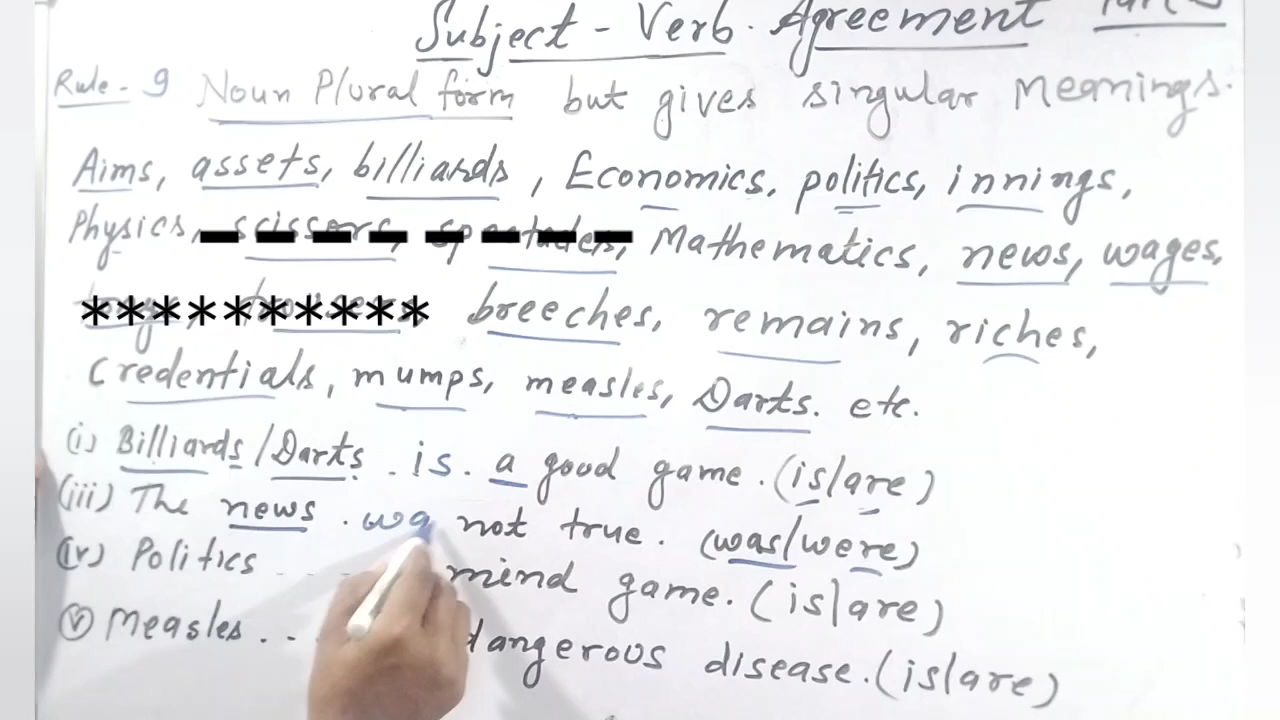 Subject - Verb. Agreement
Rule - 9 Noun Plural form but gives singular Meanings.
Aims, assets, billiards, Economics. politics, innings,
Physics, scissors, Mathematics, news, wages,
breeches, remains, riches,
Credentials, mumps, measles, Darts. etc.
(i) Billiards/Darts . is. a good game. (is/are)
(iii) The news . wa not true. (was/were)
(iv) Politics mind game. (is/are)
(v) Measles. dangerous disease. (is/are)